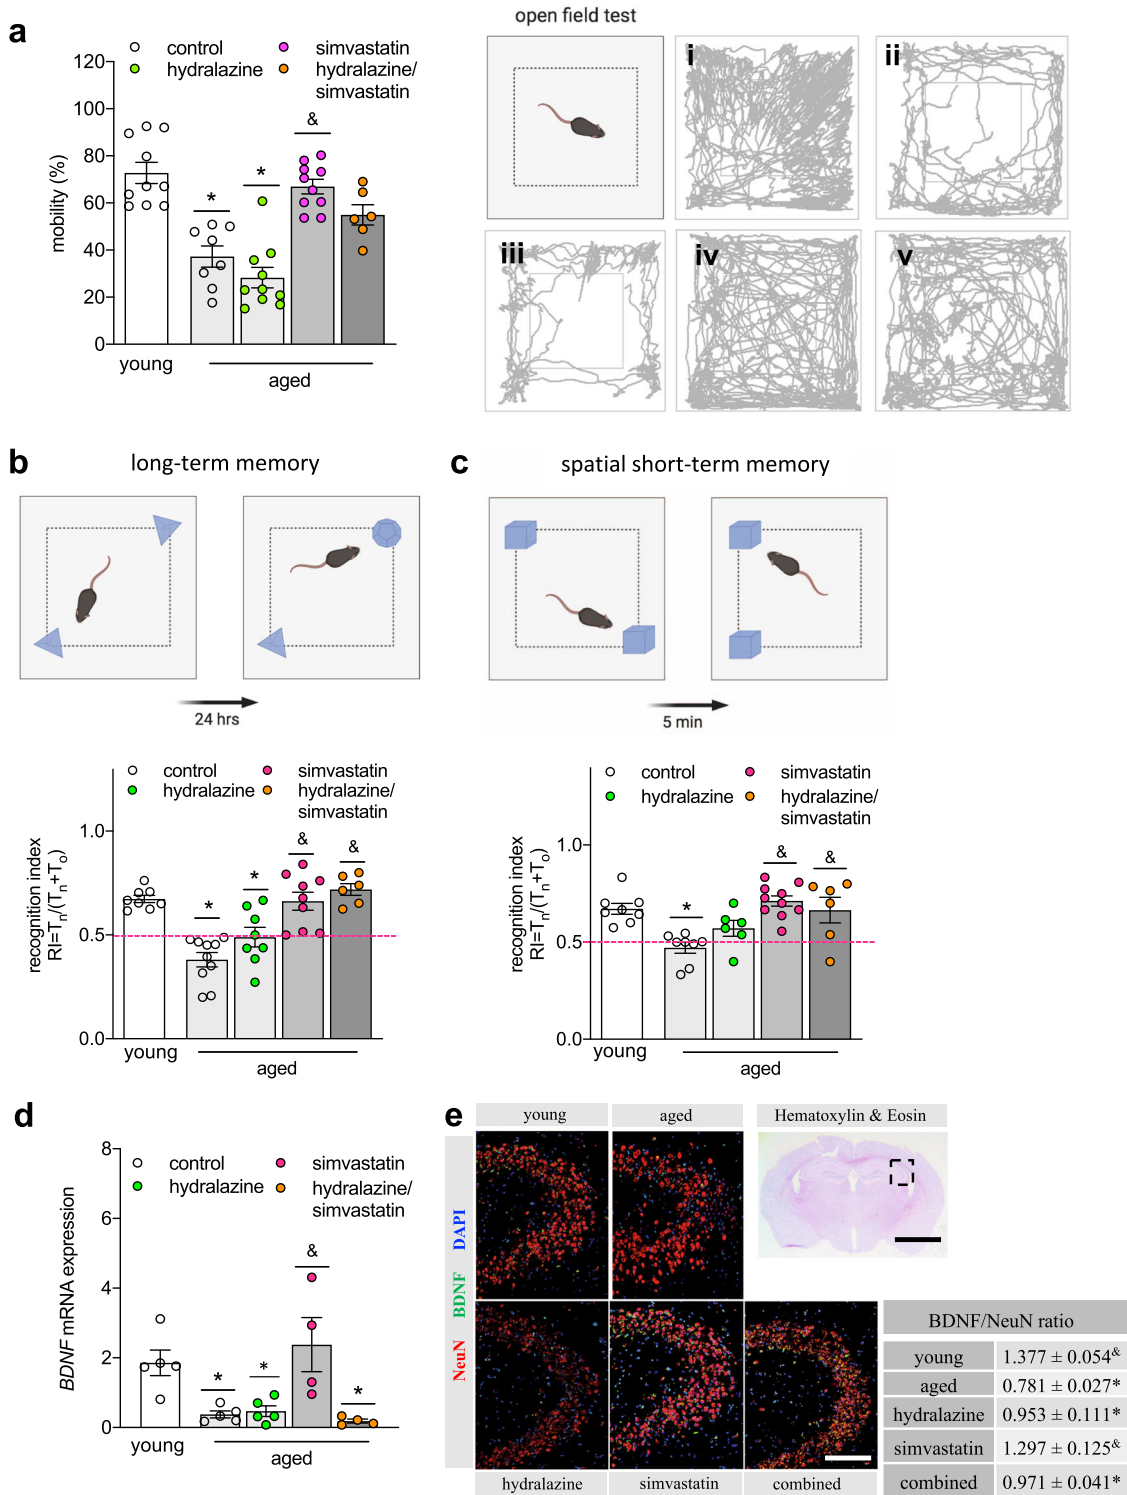 a
control
hydralazine
simvastatin
hydralazine/
simvastatin
mobility (%)
120
100
80
60
40
20
0
*
*
&
young
aged
open field test
i
ii
iii
iv
v
b
long-term memory
24 hrs
control
hydralazine
simvastatin
hydralazine/
simvastatin
recognition index
RI=Tn/(Tn+To)
1.0
0.5
0.0
*
*
&
&
young
aged
c
spatial short-term memory
5 min
control
hydralazine
simvastatin
hydralazine/
simvastatin
recognition index
RI=Tn/(Tn+To)
1.0
0.5
0.0
*
&
&
young
aged
d
control
hydralazine
simvastatin
hydralazine/
simvastatin
BDNF mRNA expression
8
6
4
2
0
*
*
&
*
young
aged
e
young
aged
Hematoxylin & Eosin
NeuN BDNF DAPI
hydralazine
simvastatin
combined
BDNF/NeuN ratio
young 1.377 ± 0.054&
aged 0.781 ± 0.027*
hydralazine 0.953 ± 0.111*
simvastatin 1.297 ± 0.125&
combined 0.971 ± 0.041*